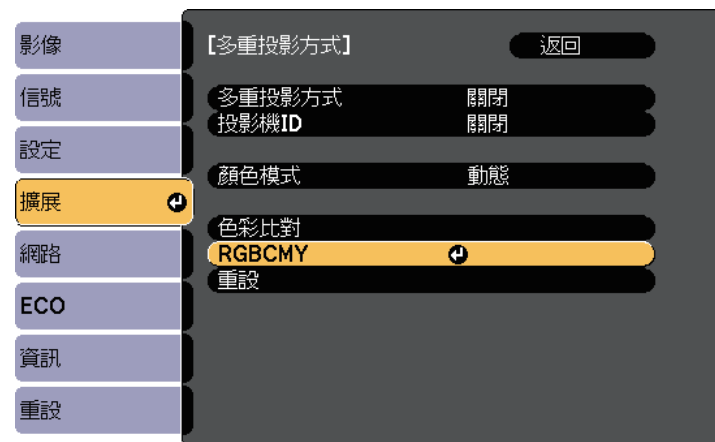 影像
信號
設定
擴展
網路
ECO
資訊
重設
[多重投影方式] 返回
多重投影方式 關閉
投影機ID 關閉
顏色模式 動態
色彩比對
RGBCMY
重設